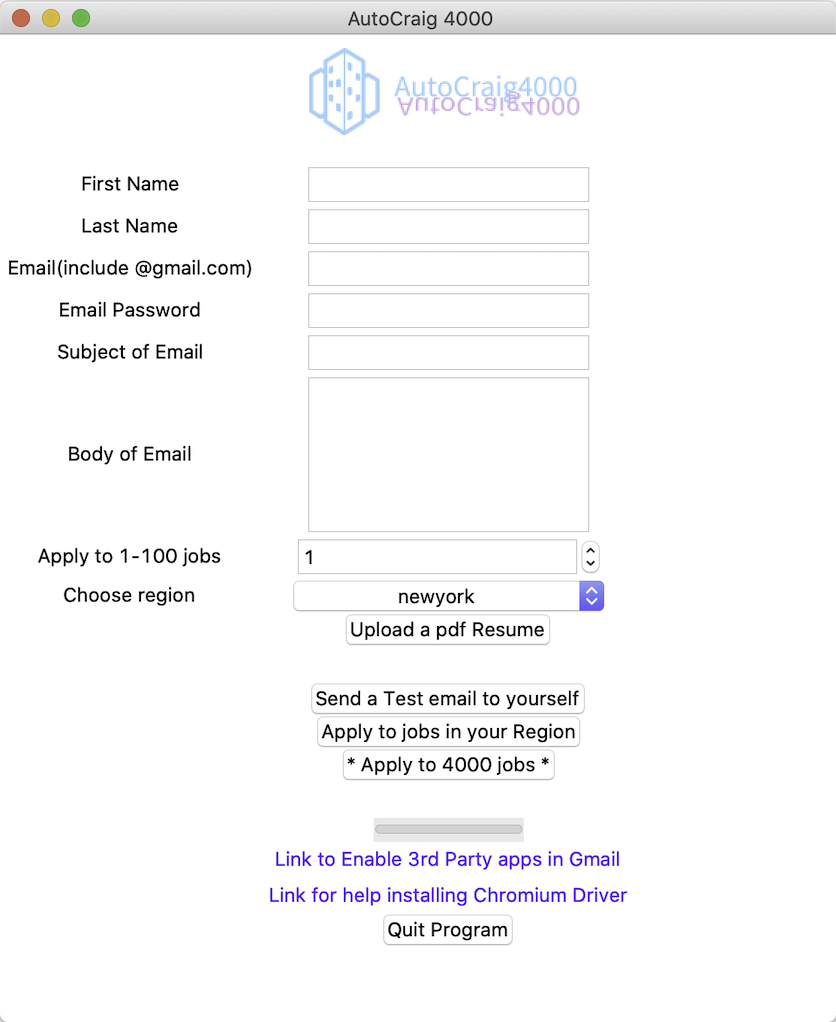 AutoCraig 4000
AutoCraig4000
AutoCraig4000
First Name
Last Name
Email(include @gmail.com)
Email Password
Subject of Email
Body of Email
Apply to 1-100 jobs
1
Choose region
newyork
Upload a pdf Resume
Send a Test email to yourself
Apply to jobs in your Region
* Apply to 4000 jobs *
Link to Enable 3rd Party apps in Gmail
Link for help installing Chromium Driver
Quit Program